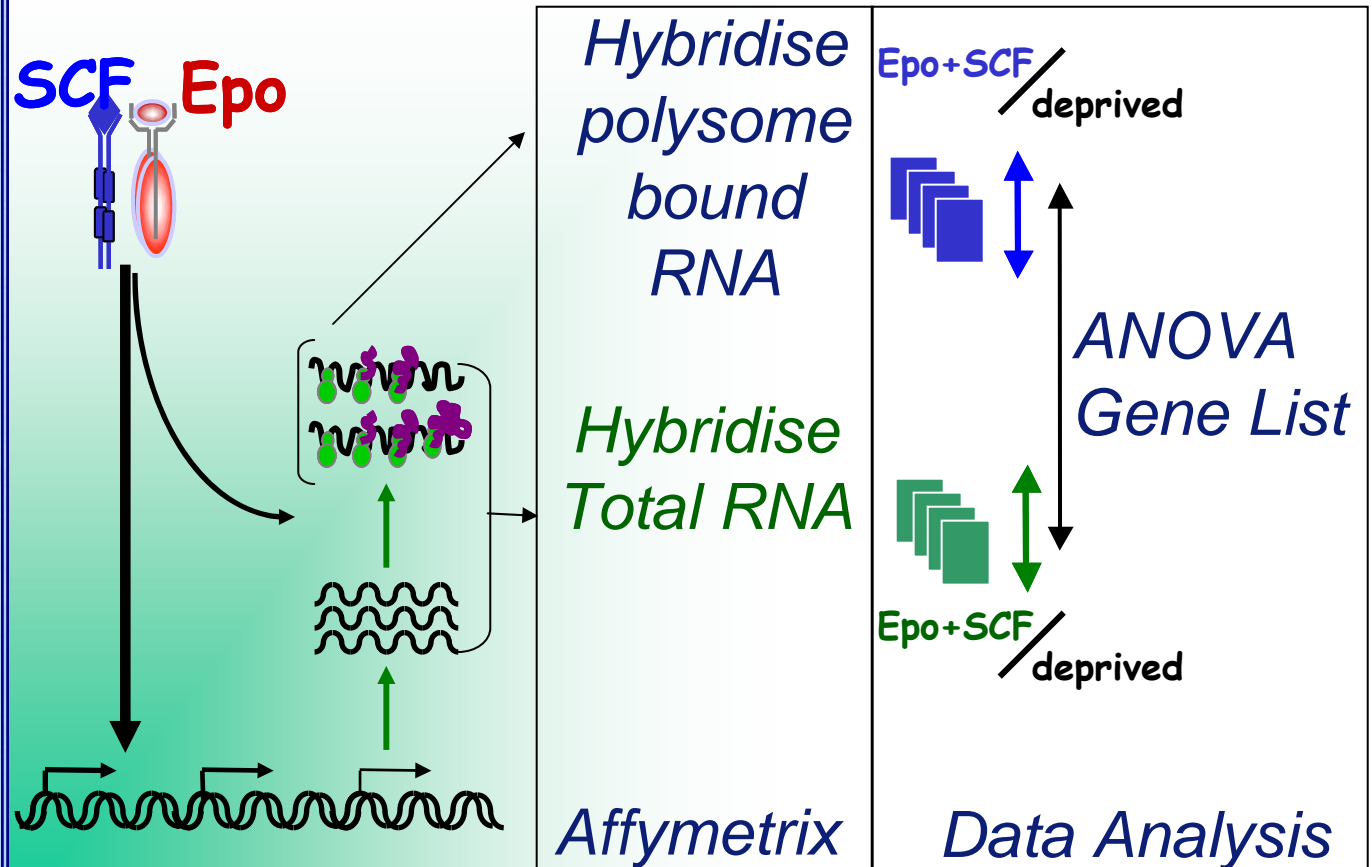 SCF Epo
Hybridise
polysome
bound
RNA
Hybridise
Total RNA
Affymetrix
Epo+SCF/
deprived
ANOVA
Gene List
Epo+SCF/
deprived
Data Analysis